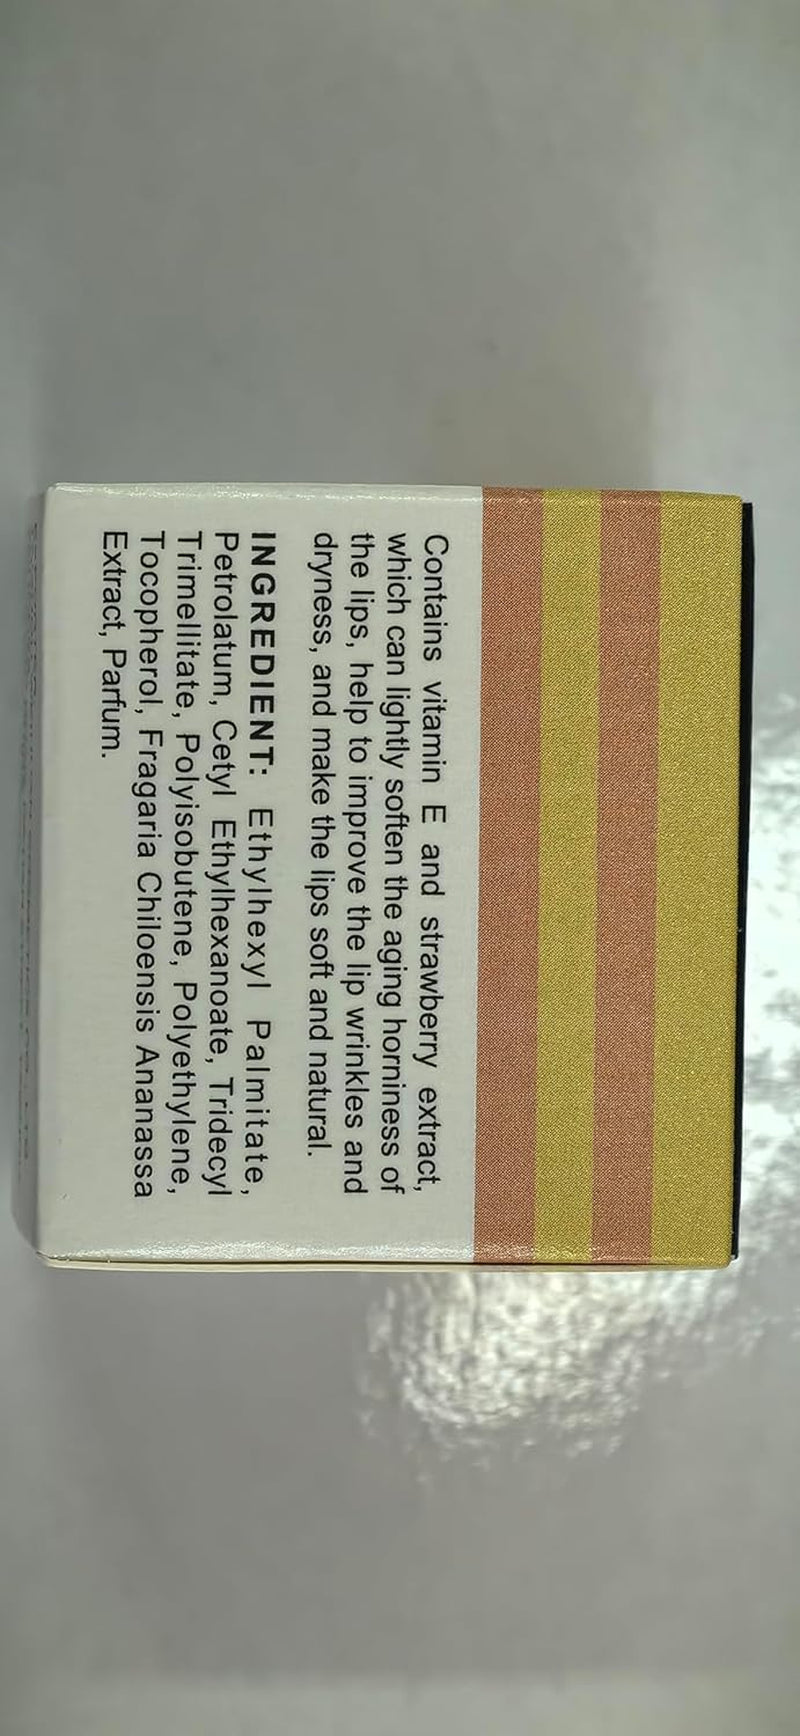 Contains vitamin E and strawberry extract,
which can lightly soften the aging horniness of
the lips, help to improve the lip wrinkles and
dryness, and make the lips soft and natural.
INGREDIENT: Ethylhexyl Palmitate,
Petrolatum, Cetyl Ethylhexanoate, Tridecyl
Trimellitate, Polyisobutene, Polyethylene,
Tocopherol, Fragaria Chiloensis Ananassa
Extract, Parfum.